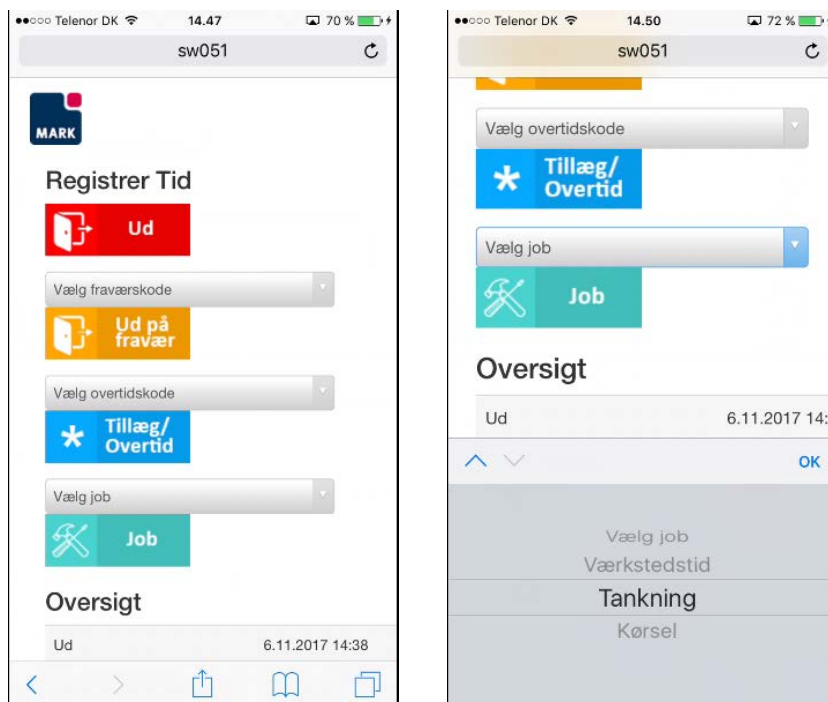 Telenor DK 14.47 70 %
sw051
MARK
Registrer Tid
Ud
Vælg fraværskode
Ud på
fravær
Vælg overtidskode
Tillæg/
Overtid
Vælg job
Job
Oversigt
Ud 6.11.2017 14:38
Telenor DK 14.50 72 %
sw051
Vælg overtidskode
Tillæg/
Overtid
Vælg job
Job
Oversigt
Ud 6.11.2017 14:
OK
Vælg job
Værkstedstid
Tankning
Kørsel